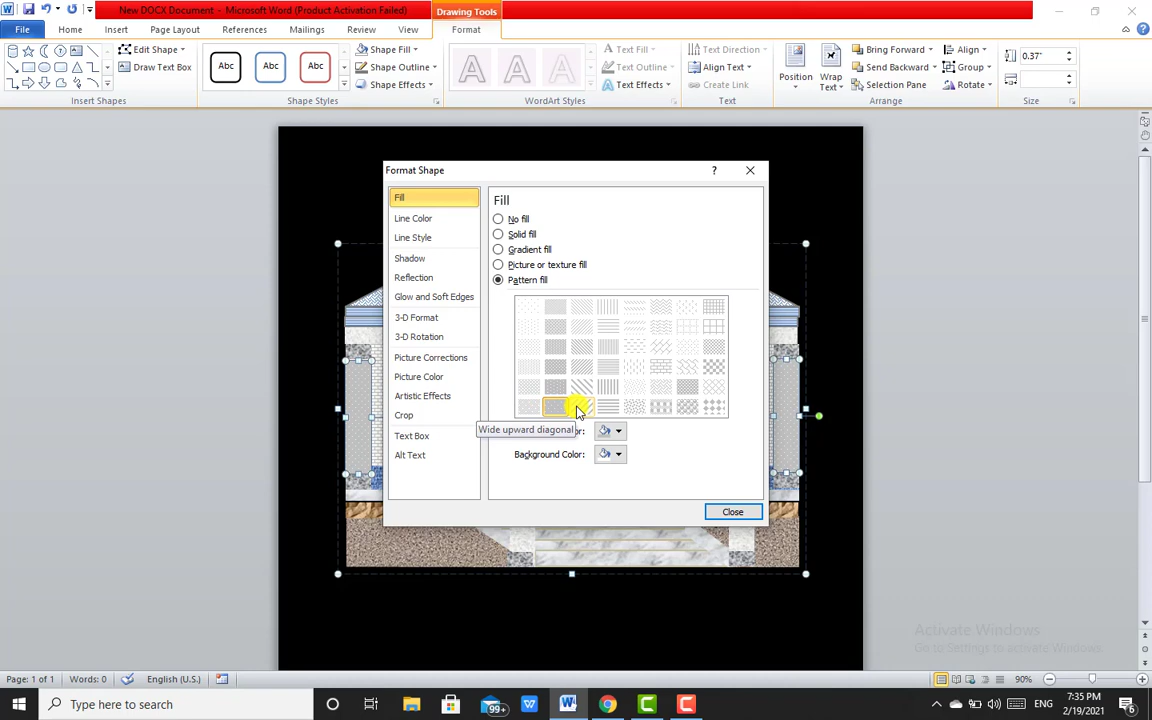 New DOCX Document - Microsoft Word (Product Activation Failed)
Drawing Tools
File
Home
Insert
Page Layout
References
Mailings
Review
View
Format
Edit Shape
Draw Text Box
Insert Shapes
Abc
Abc
Abc
Shape Fill
Shape Outline
Shape Effects
Shape Styles
Text Fill
Text Outline
Text Effects
WordArt Styles
Text Direction
Align Text
Create Link
Text
Position
Wrap Text
Bring Forward
Send Backward
Selection Pane
Align
Group
Rotate
Arrange
0.37"
Size
Format Shape
Fill
Line Color
Line Style
Shadow
Reflection
Glow and Soft Edges
3-D Format
3-D Rotation
Picture Corrections
Picture Color
Artistic Effects
Crop
Text Box
Alt Text
Fill
No fill
Solid fill
Gradient fill
Picture or texture fill
Pattern fill
Wide upward diagonal
Background Color:
Close
Activate Windows
Go to Settings to activate Windows.
Page: 1 of 1
Words: 0
English (U.S.)
90%
Type here to search
99+
ENG
7:35 PM
2/19/2021
6